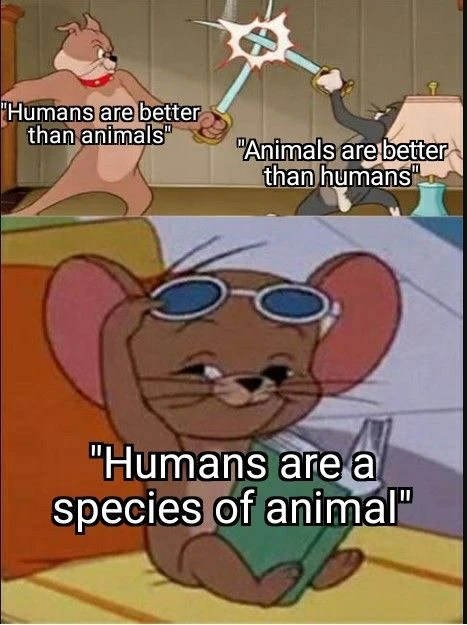 "Humans are better
than animals"
"Animals are better
than humans"
"Humans are a
species of animal"